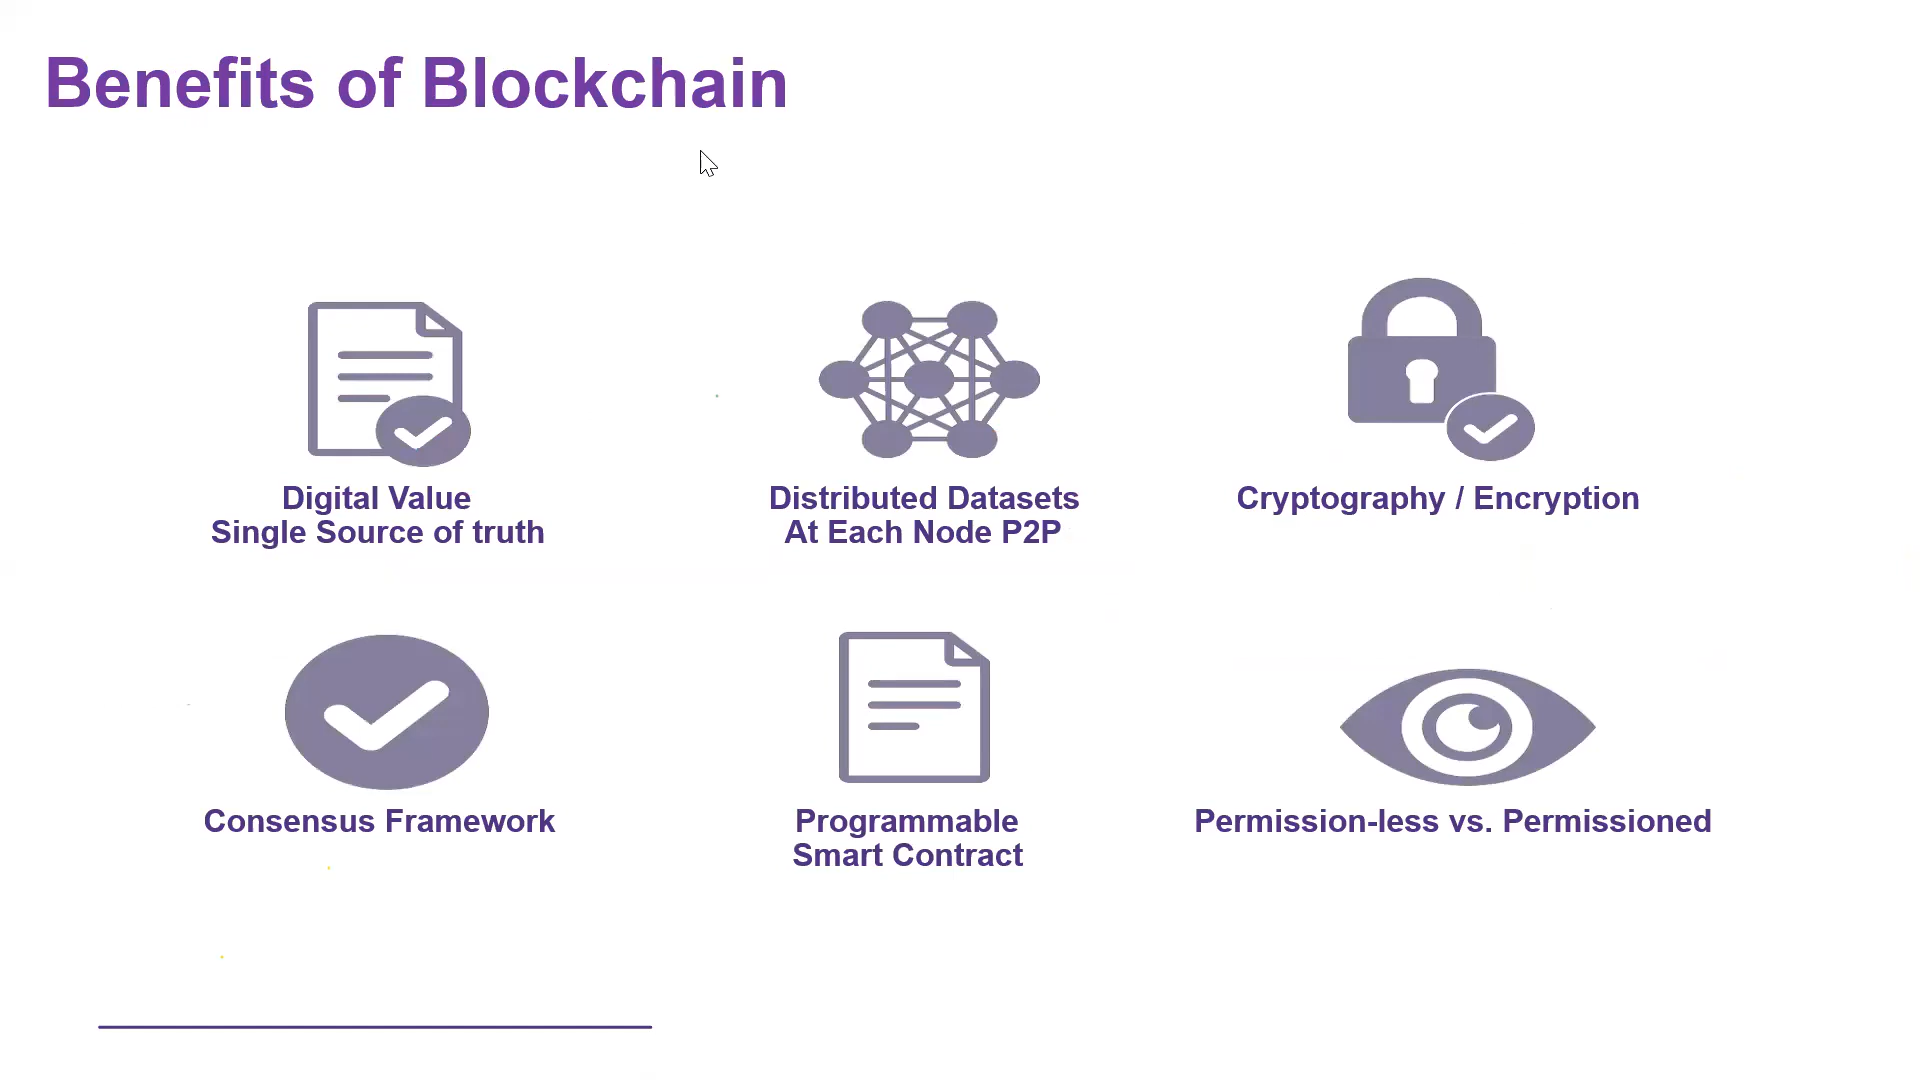 Benefits of Blockchain
Digital Value
Single Source of truth
Distributed Datasets
At Each Node P2P
Cryptography / Encryption
Consensus Framework
Programmable
Smart Contract
Permission-less vs. Permissioned